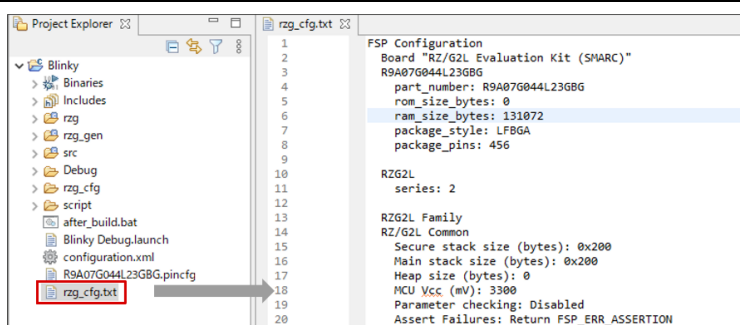 Project Explorer
Blinky
Binaries
Includes
rzg
rzg_gen
src
Debug
rzg_cfg
script
after_build.bat
Blinky Debug.launch
configuration.xml
R9A07G044L23GBG.pincfg
rzg_cfg.txt
rzg_cfg.txt
1 FSP Configuration
2 Board "RZ/G2L Evaluation Kit (SMARC)"
3 R9A07G044L23GBG
4 part_number: R9A07G044L23GBG
5 rom_size_bytes: 0
6 ram_size_bytes: 131072
7 package_style: LFBGA
8 package_pins: 456
9
10 RZG2L
11 series: 2
12
13 RZG2L Family
14 RZ/G2L Common
15 Secure stack size (bytes): 0x200
16 Main stack size (bytes): 0x200
17 Heap size (bytes): 0
18 MCU Vcc (mV): 3300
19 Parameter checking: Disabled
20 Assert Failures: Return FSP_ERR_ASSERTION